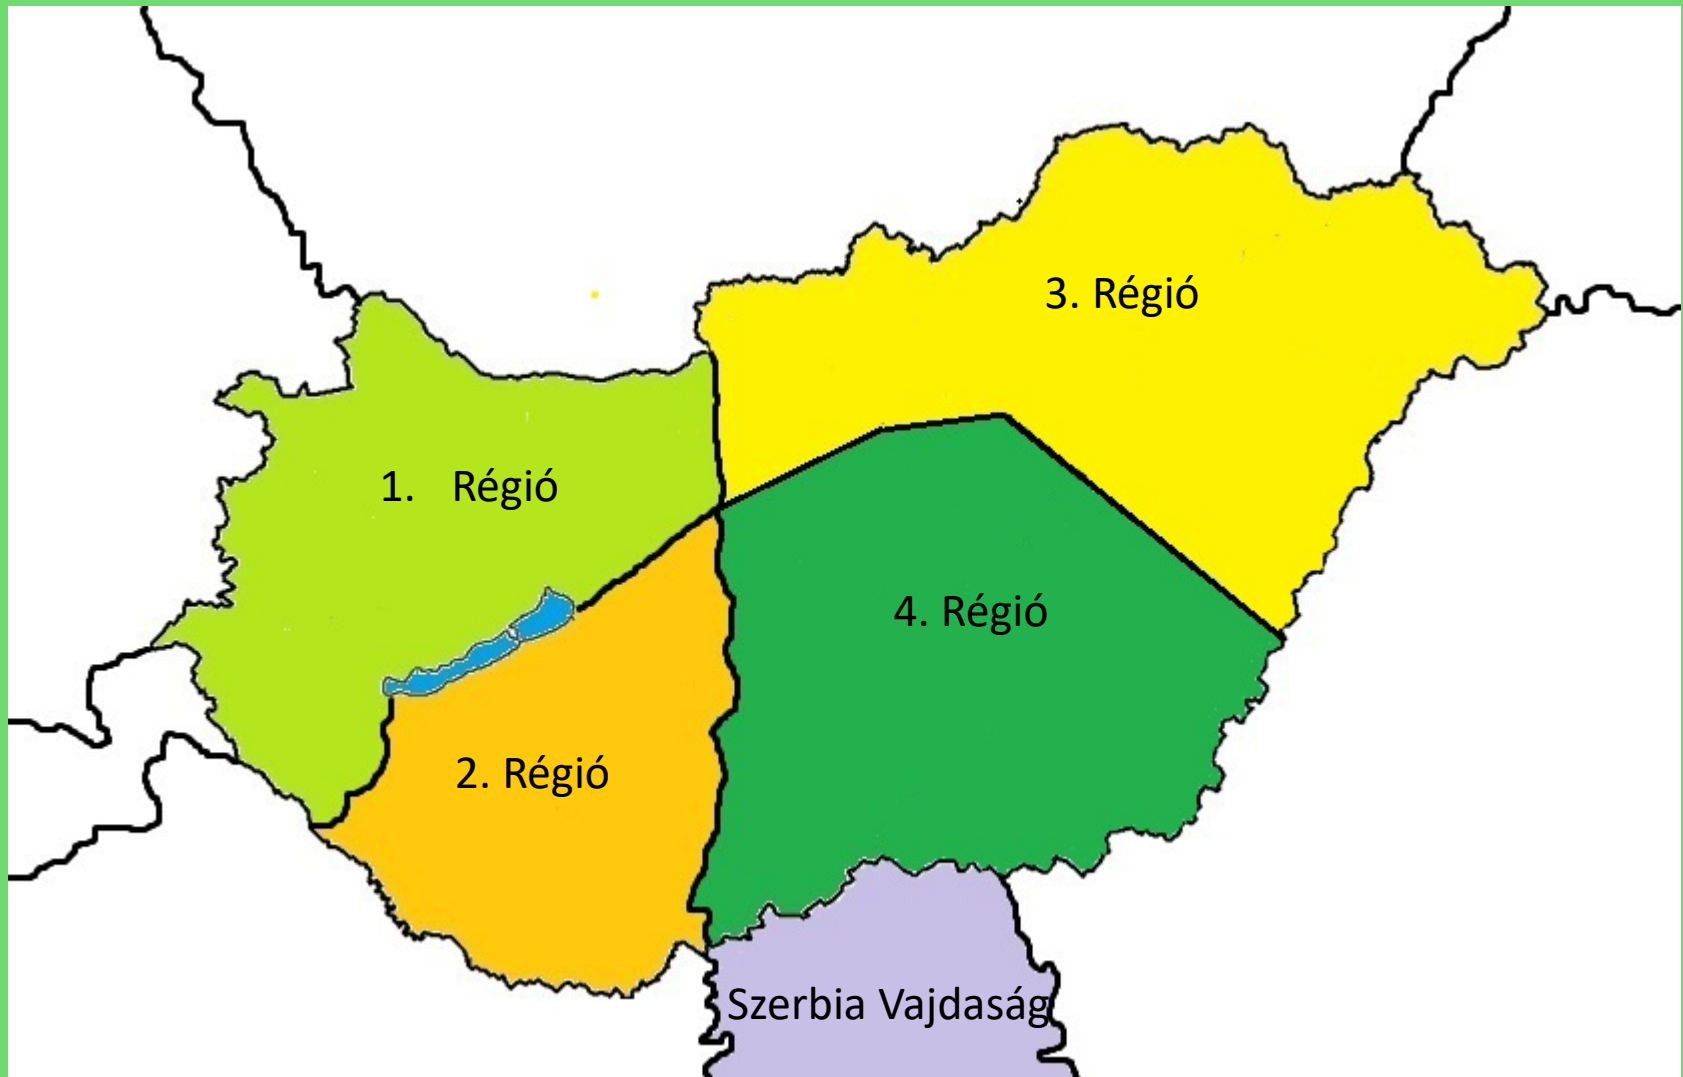 3. Régió
1. Régió
4. Régió
2. Régió
Szerbia Vajdaság